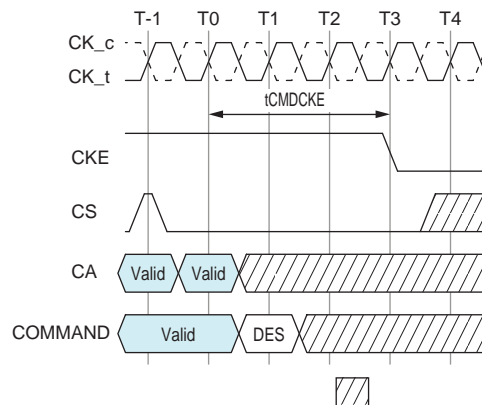 T-1 T0 T1 T2 T3 T4
CK_c
CK_t
tCMDCKE
CKE
CS
CA Valid Valid
COMMAND Valid DES